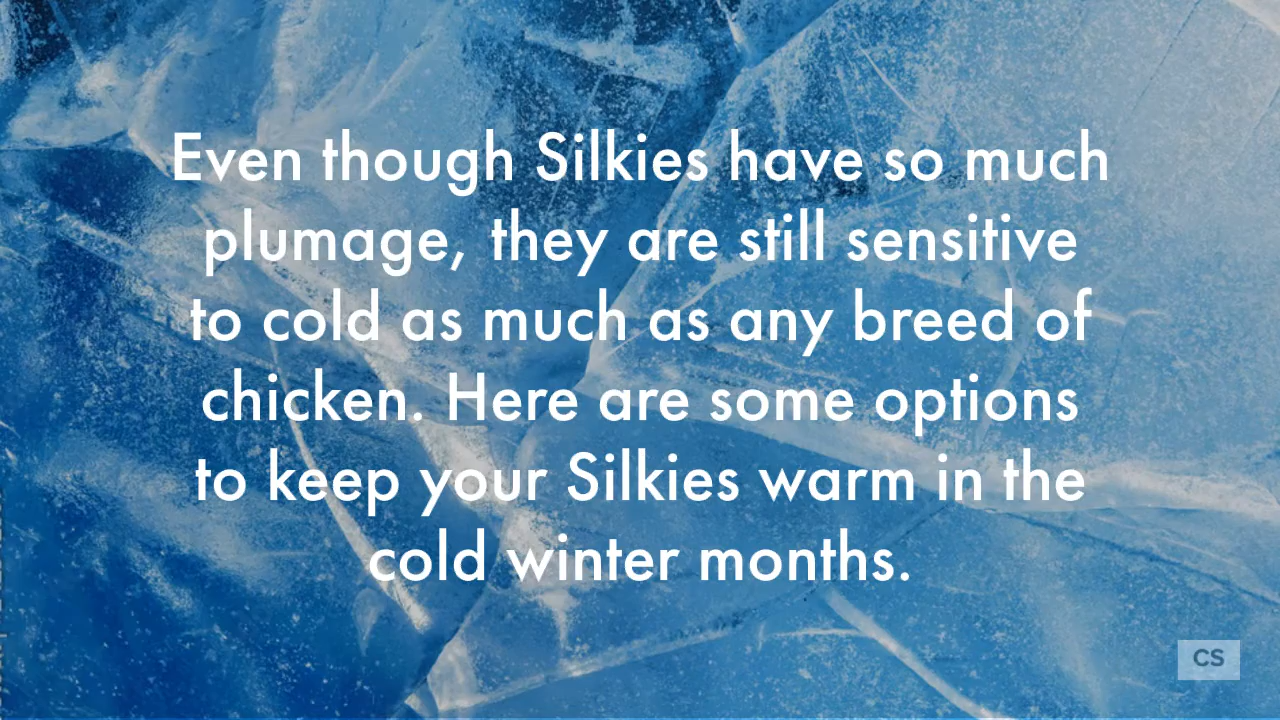 Even though Silkies have so much
plumage, they are still sensitive
to cold as much as any breed of
chicken. Here are some options
to keep your Silkies warm in the
cold winter months.
CS